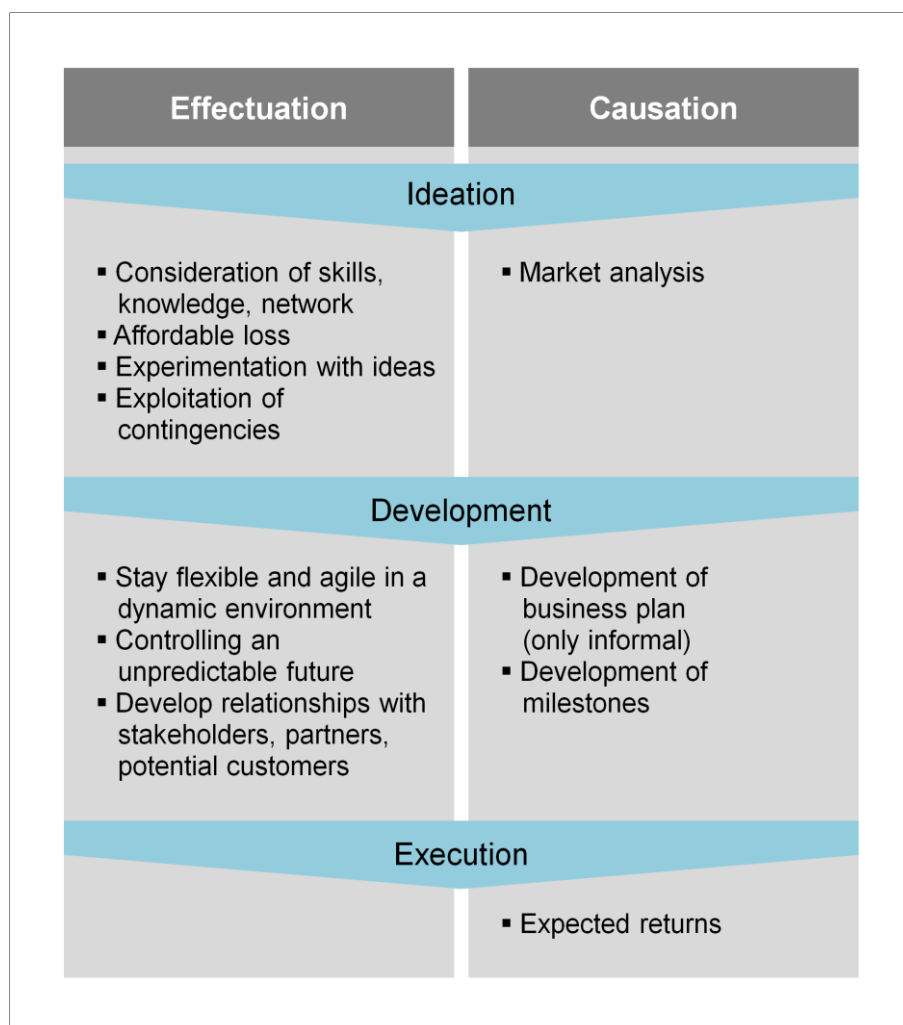 Effectuation
Causation
Ideation
▪ Consideration of skills,
knowledge, network
▪ Affordable loss
▪ Experimentation with ideas
▪ Exploitation of
contingencies
▪ Market analysis
Development
▪ Stay flexible and agile in a
dynamic environment
▪ Controlling an
unpredictable future
▪ Develop relationships with
stakeholders, partners,
potential customers
▪ Development of
business plan
(only informal)
▪ Development of
milestones
Execution
▪ Expected returns